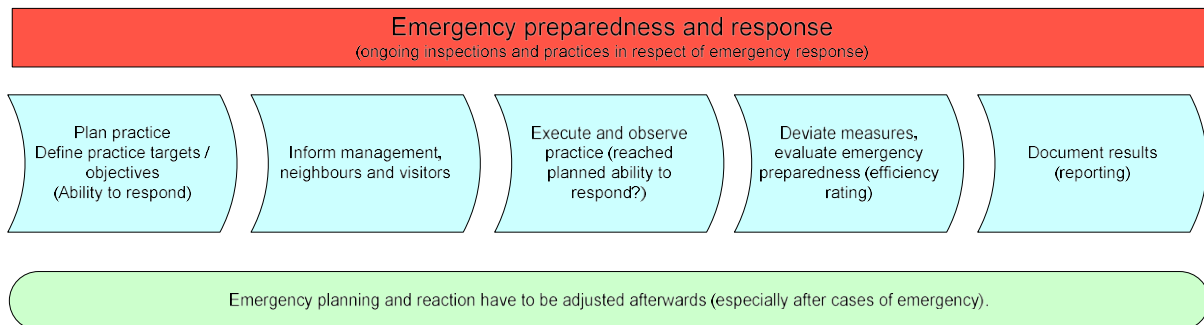 Emergency preparedness and response
(ongoing inspections and practices in respect of emergency response)
Plan practice
Define practice targets /
objectives
(Ability to respond)
Inform management,
neighbours and visitors
Execute and observe
practice (reached
planned ability to
respond?)
Deviate measures,
evaluate emergency
preparedness (efficiency
rating)
Document results
(reporting)
Emergency planning and reaction have to be adjusted afterwards (especially after cases of emergency).